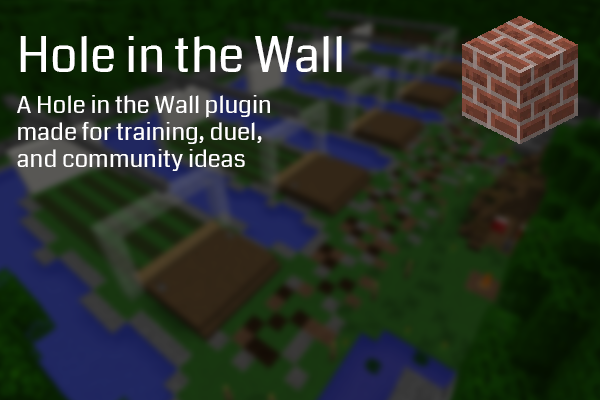 Hole in the Wall
A Hole in the Wall plugin
made for training, duel,
and community ideas